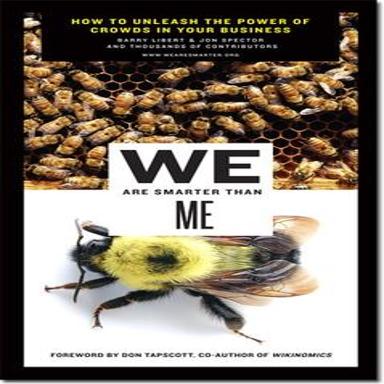 HOW TO UNLEASH THE POWER OF
CROWDS IN YOUR BUSINESS
BARRY LIBERT & JON SPECTOR
AND THOUSANDS OF CONTRIBUTORS
WWW.WEARESMARTER.ORG
WE
ARE SMARTER THAN
ME
FOREWORD BY DON TAPSCOTT, CO-AUTHOR OF WIKINOMICS